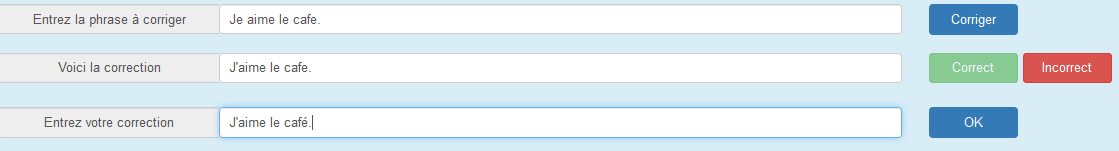 Entrez la phrase à corriger Je aime le cafe. Corriger
Voici la correction J'aime le cafe. Correct Incorrect
Entrez votre correction J'aime le café. OK